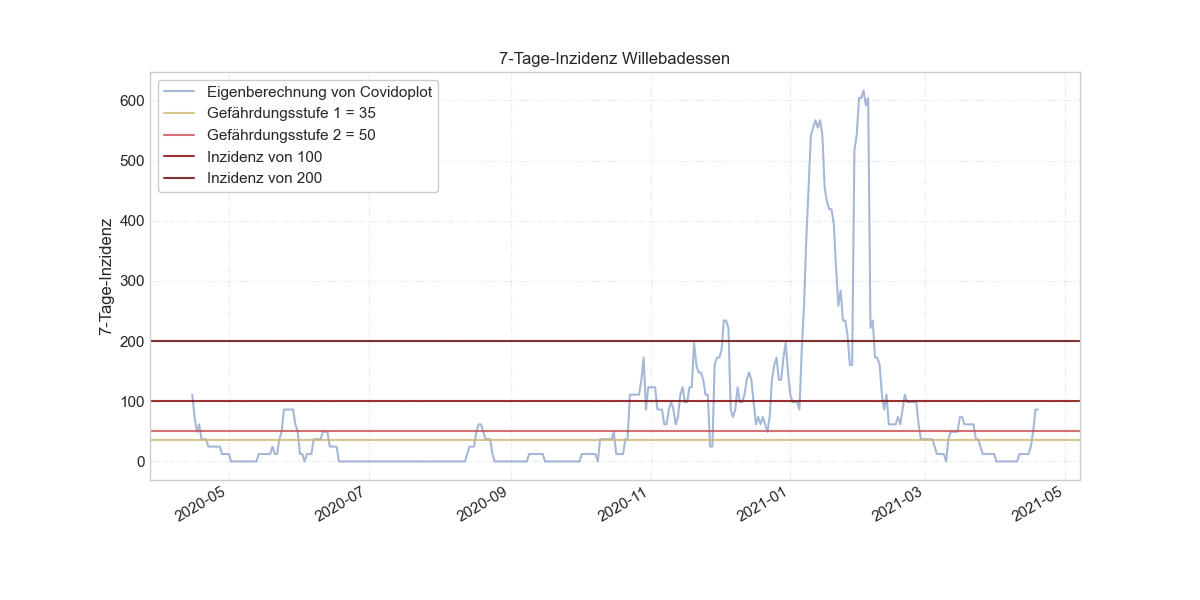 7-Tage-Inzidenz Willebadessen
Eigenberechnung von Covidoplot
Gefährdungsstufe 1 = 35
Gefährdungsstufe 2 = 50
Inzidenz von 100
Inzidenz von 200
7-Tage-Inzidenz
600
500
400
300
200
100
0
2020-05
2020-07
2020-09
2020-11
2021-01
2021-03
2021-05